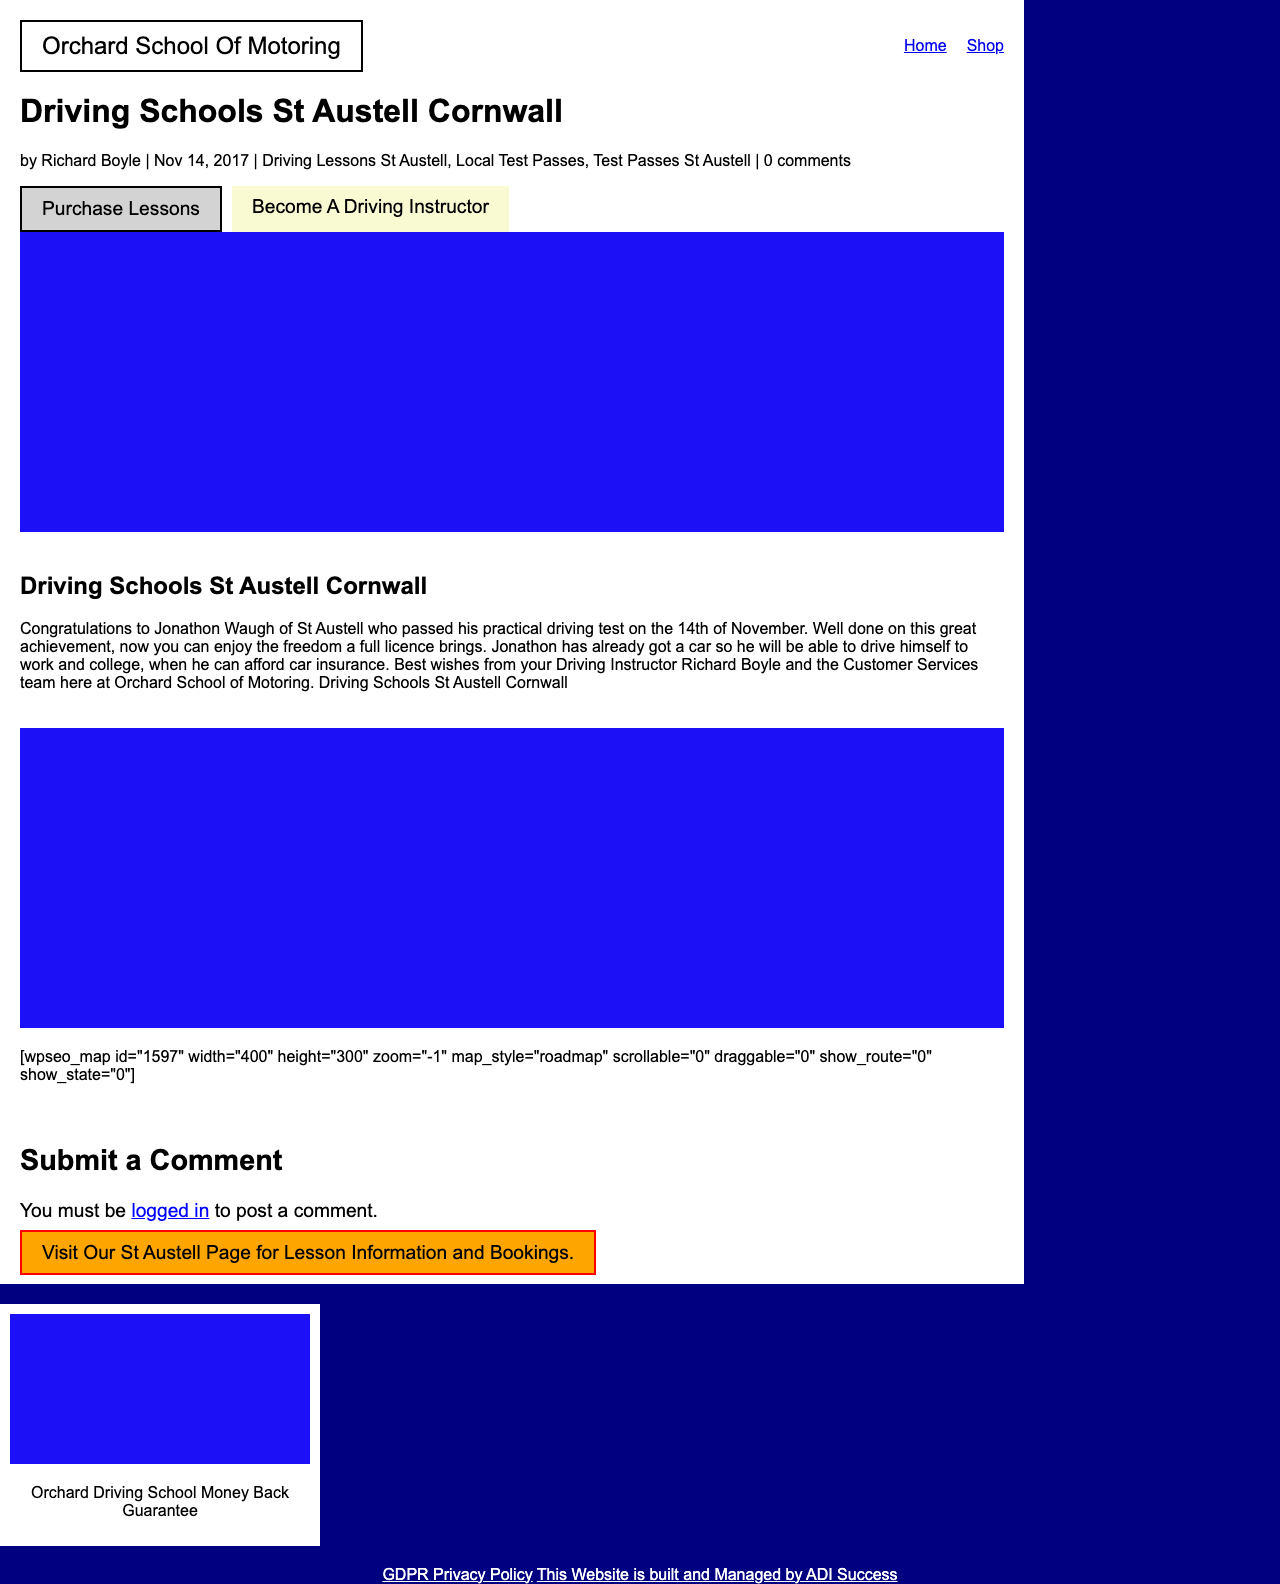 Orchard School Of Motoring
Home Shop
Driving Schools St Austell Cornwall
by Richard Boyle | Nov 14, 2017 | Driving Lessons St Austell, Local Test Passes, Test Passes St Austell | 0 comments
Purchase Lessons
Become A Driving Instructor
Driving Schools St Austell Cornwall
Congratulations to Jonathon Waugh of St Austell who passed his practical driving test on the 14th of November. Well done on this great
achievement, now you can enjoy the freedom a full licence brings. Jonathon has already got a car so he will be able to drive himself to
work and college, when he can afford car insurance. Best wishes from your Driving Instructor Richard Boyle and the Customer Services
team here at Orchard School of Motoring. Driving Schools St Austell Cornwall
[wpseo_map id="1597" width="400" height="300" zoom="-1" map_style="roadmap" scrollable="0" draggable="0" show_route="0"
show_state="0"]
Submit a Comment
You must be logged in to post a comment.
Visit Our St Austell Page for Lesson Information and Bookings.
Orchard Driving School Money Back
Guarantee
GDPR Privacy Policy This Website is built and Managed by ADI Success